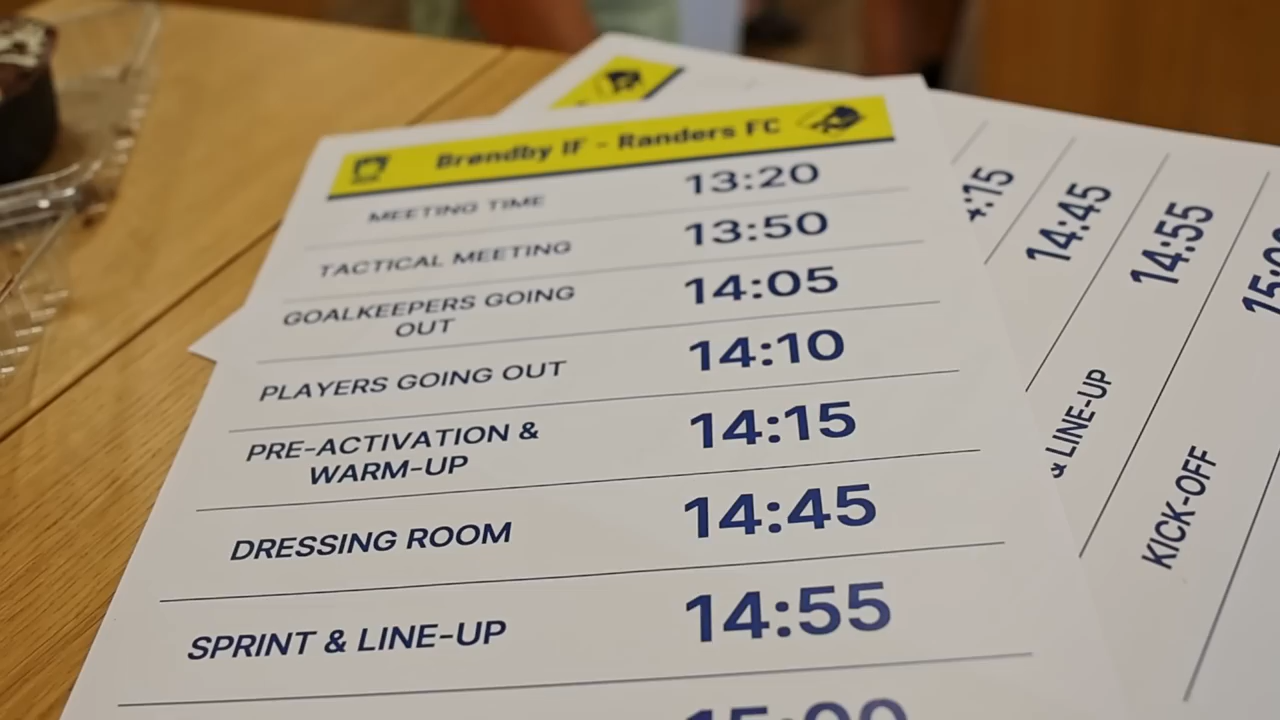 Brøndby IF - Randers FC
MEETING TIME 13:20
TACTICAL MEETING 13:50
GOALKEEPERS GOING
OUT 14:05
PLAYERS GOING OUT 14:10
PRE-ACTIVATION &
WARM-UP 14:15
DRESSING ROOM 14:45
SPRINT & LINE-UP 14:55
15:00
14:45
& LINE-UP 14:55
KICK-OFF